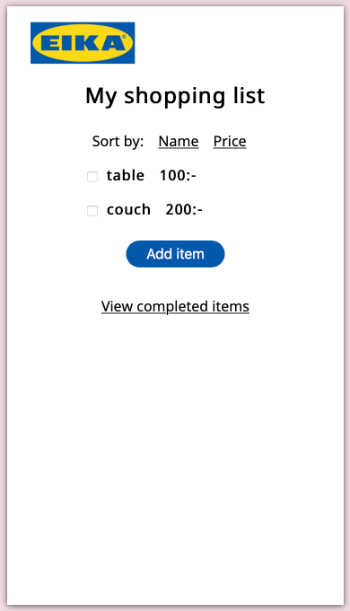 EIKA®
My shopping list
Sort by: Name Price
table 100:-
couch 200:-
Add item
View completed items